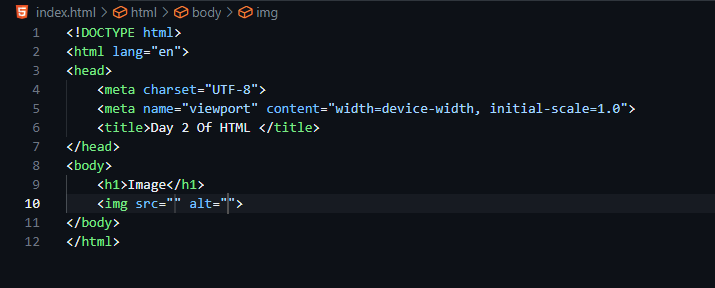 index.html > html > body > img
1 <!DOCTYPE html>
2 <html lang="en">
3 <head>
4     <meta charset="UTF-8">
5     <meta name="viewport" content="width=device-width, initial-scale=1.0">
6     <title>Day 2 Of HTML </title>
7 </head>
8 <body>
9     <h1>Image</h1>
10     <img src="" alt="">
11 </body>
12 </html>